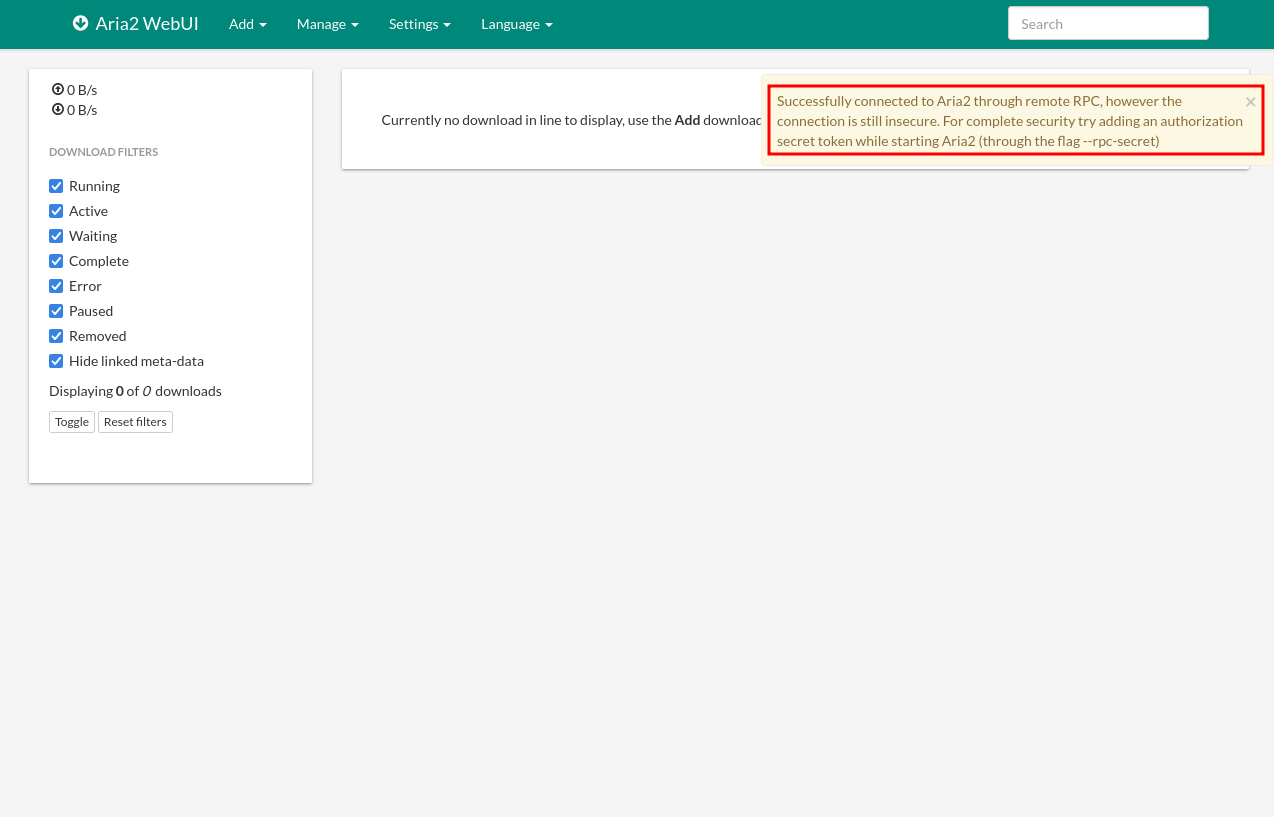 Aria2 WebUI Add Manage Settings Language Search
0 B/s
0 B/s
DOWNLOAD FILTERS
Running
Active
Waiting
Complete
Error
Paused
Removed
Hide linked meta-data
Displaying 0 of 0 downloads
Toggle Reset filters
Currently no download in line to display, use the Add download
Successfully connected to Aria2 through remote RPC, however the ×
connection is still insecure. For complete security try adding an authorization
secret token while starting Aria2 (through the flag --rpc-secret)